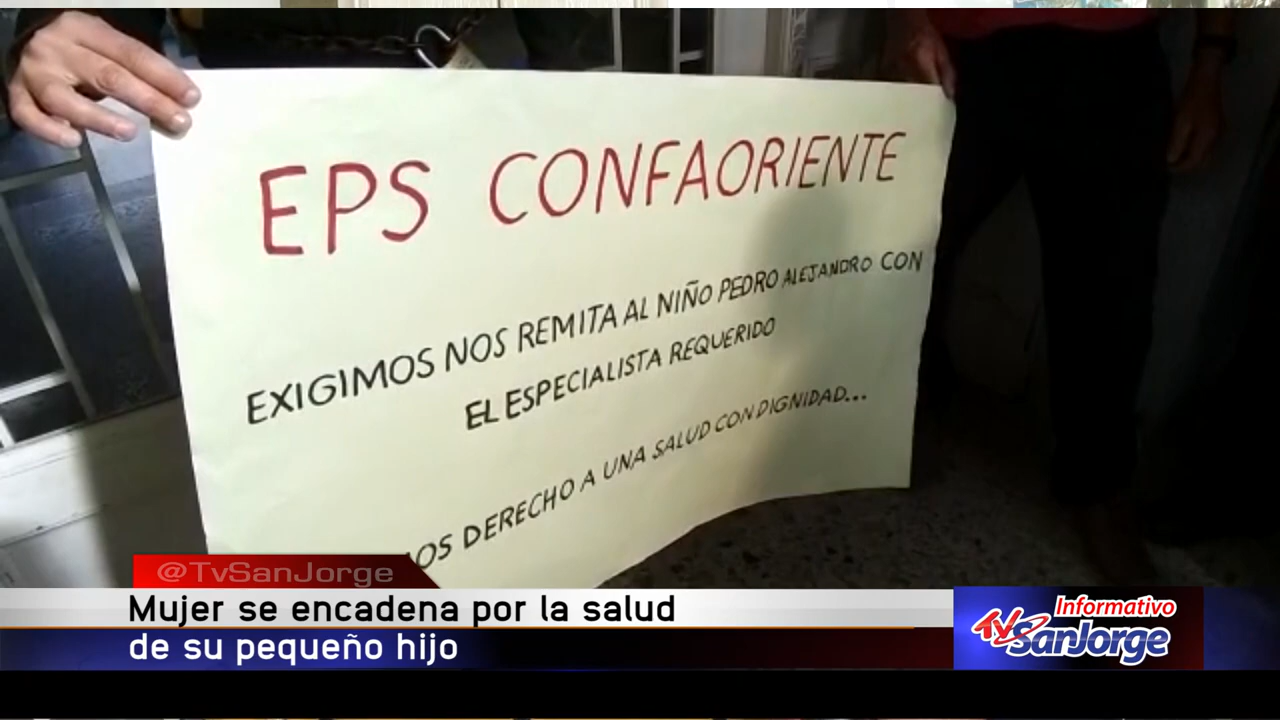 EPS CONFAORIENTE
EXIGIMOS NOS REMITA AL NIÑO PEDRO ALEJANDRO CON
EL ESPECIALISTA REQUERIDO
DERECHO A UNA SALUD CON DIGNIDAD...
@TvSanJorge
Mujer se encadena por la salud
de su pequeño hijo
Informativo
TV SanJorge